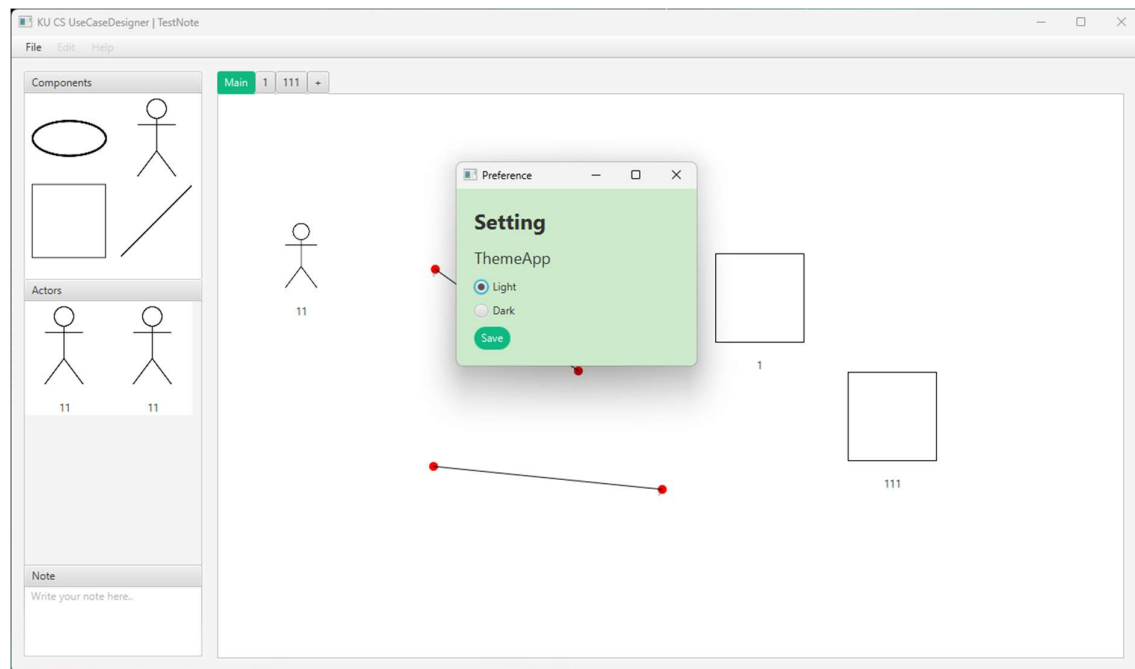 KU CS UseCaseDesigner | TestNote
File Edit Help
Components
Main 1 111 +
Preference
Setting
ThemeApp
Light
Dark
Save
11
1
111
Actors
11 11
Note
Write your note here..